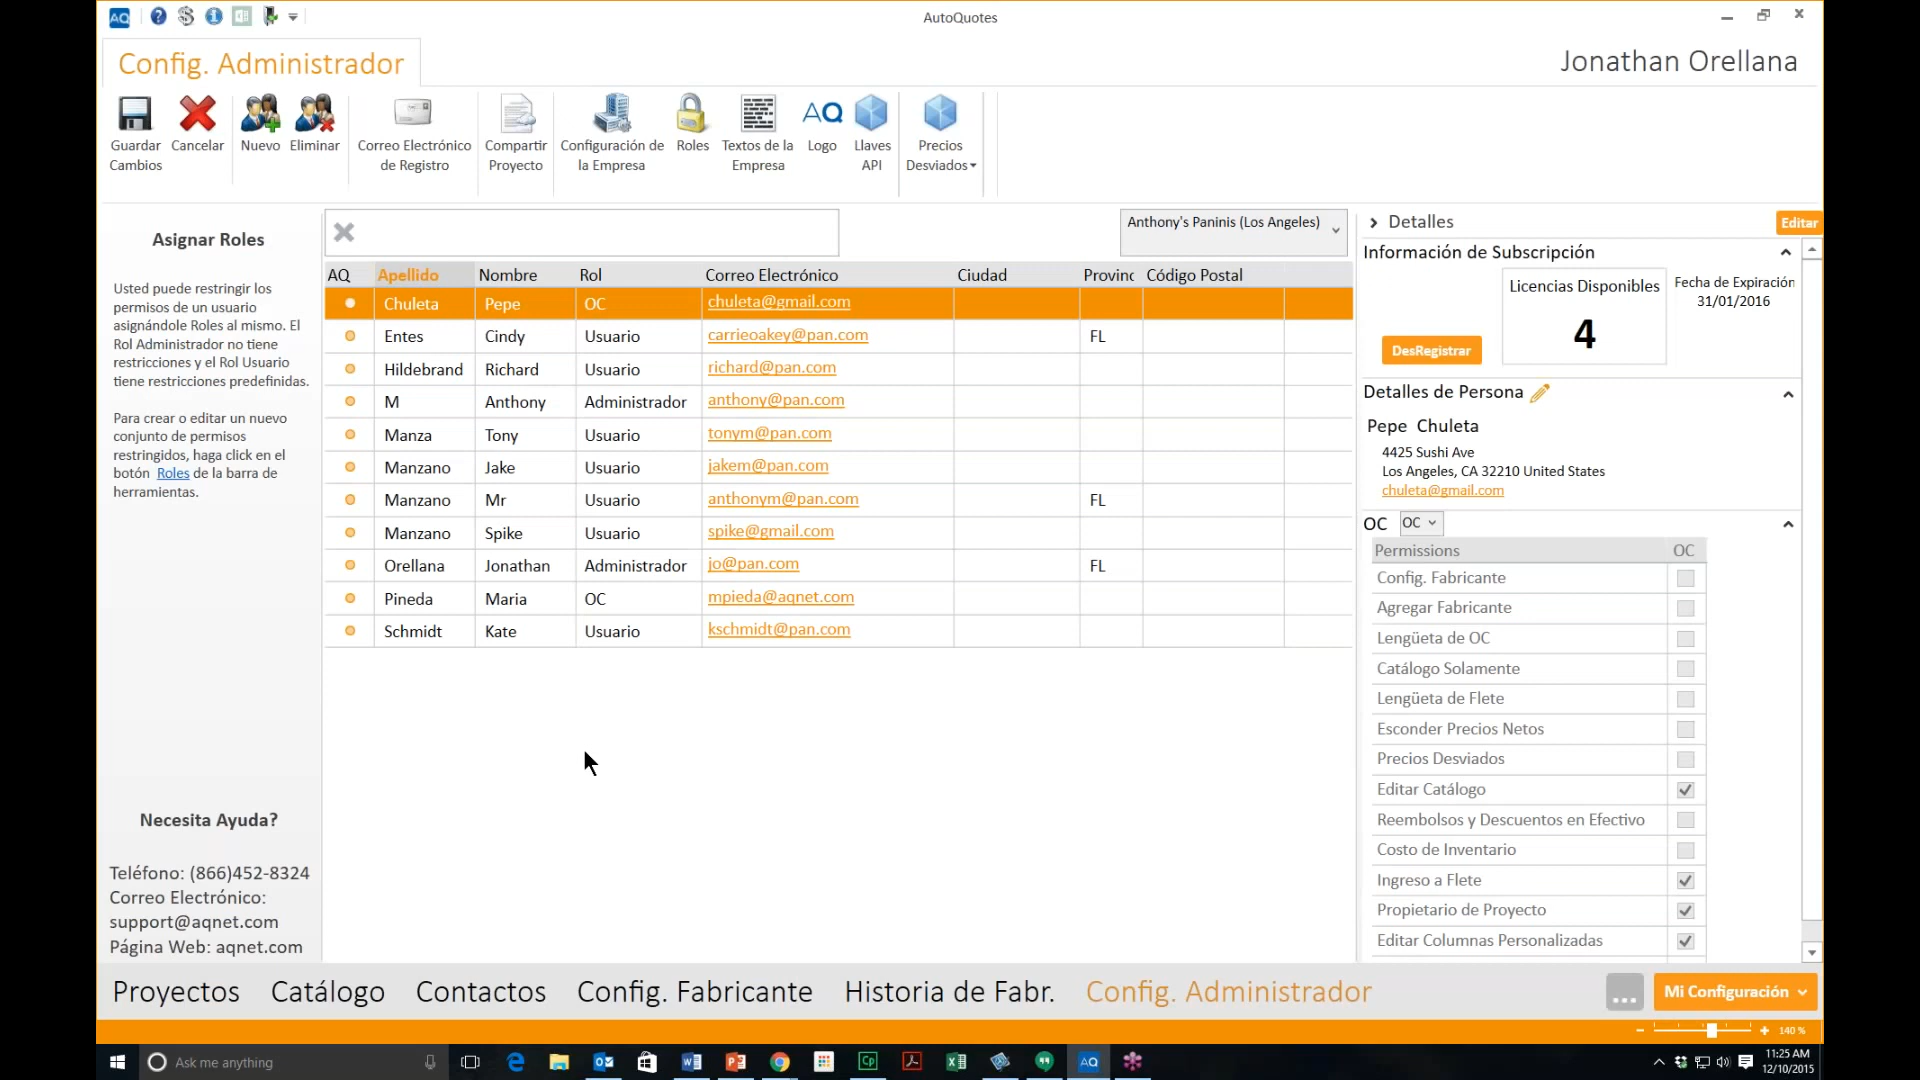 AQ
AutoQuotes
Config. Administrador
Jonathan Orellana
Guardar
Cambios
Cancelar
Nuevo
Eliminar
Correo Electrónico
de Registro
Compartir
Proyecto
Configuración de
la Empresa
Roles
Textos de la
Empresa
AQ
Logo
Llaves
API
Precios
Desviados
Asignar Roles
Usted puede restringir los
permisos de un usuario
asignándole Roles al mismo. El
Rol Administrador no tiene
restricciones y el Rol Usuario
tiene restricciones predefinidas.
Para crear o editar un nuevo
conjunto de permisos
restringidos, haga click en el
botón Roles de la barra de
herramientas.
Necesita Ayuda?
Teléfono: (866)452-8324
Correo Electrónico:
support@aqnet.com
Página Web: aqnet.com
Anthony's Paninis (Los Angeles)
AQ Apellido Nombre Rol Correo Electrónico Ciudad Provinc Código Postal
Chuleta Pepe OC chuleta@gmail.com
Entes Cindy Usuario carrieoakey@pan.com FL
Hildebrand Richard Usuario richard@pan.com
M Anthony Administrador anthony@pan.com
Manza Tony Usuario tonym@pan.com
Manzano Jake Usuario jakem@pan.com
Manzano Mr Usuario anthonym@pan.com FL
Manzano Spike Usuario spike@gmail.com
Orellana Jonathan Administrador jo@pan.com FL
Pineda Maria OC mpieda@aqnet.com
Schmidt Kate Usuario kschmidt@pan.com
Detalles
Editar
Información de Subscripción
Licencias Disponibles
4
Fecha de Expiración
31/01/2016
DesRegistrar
Detalles de Persona
Pepe Chuleta
4425 Sushi Ave
Los Angeles, CA 32210 United States
chuleta@gmail.com
OC OC
Permissions OC
Config. Fabricante
Agregar Fabricante
Lengüeta de OC
Catálogo Solamente
Lengüeta de Flete
Esconder Precios Netos
Precios Desviados
Editar Catálogo
Reembolsos y Descuentos en Efectivo
Costo de Inventario
Ingreso a Flete
Propietario de Proyecto
Editar Columnas Personalizadas
Proyectos Catálogo Contactos Config. Fabricante Historia de Fabr. Config. Administrador
... Mi Configuración
140 %
Ask me anything
11:25 AM
12/10/2015